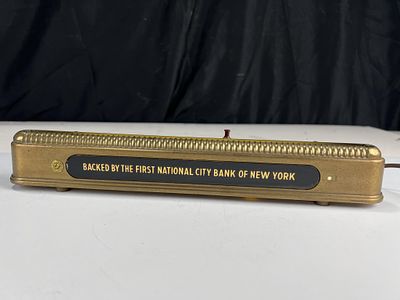 BACKED BY THE FIRST NATIONAL CITY BANK OF NEW YORK